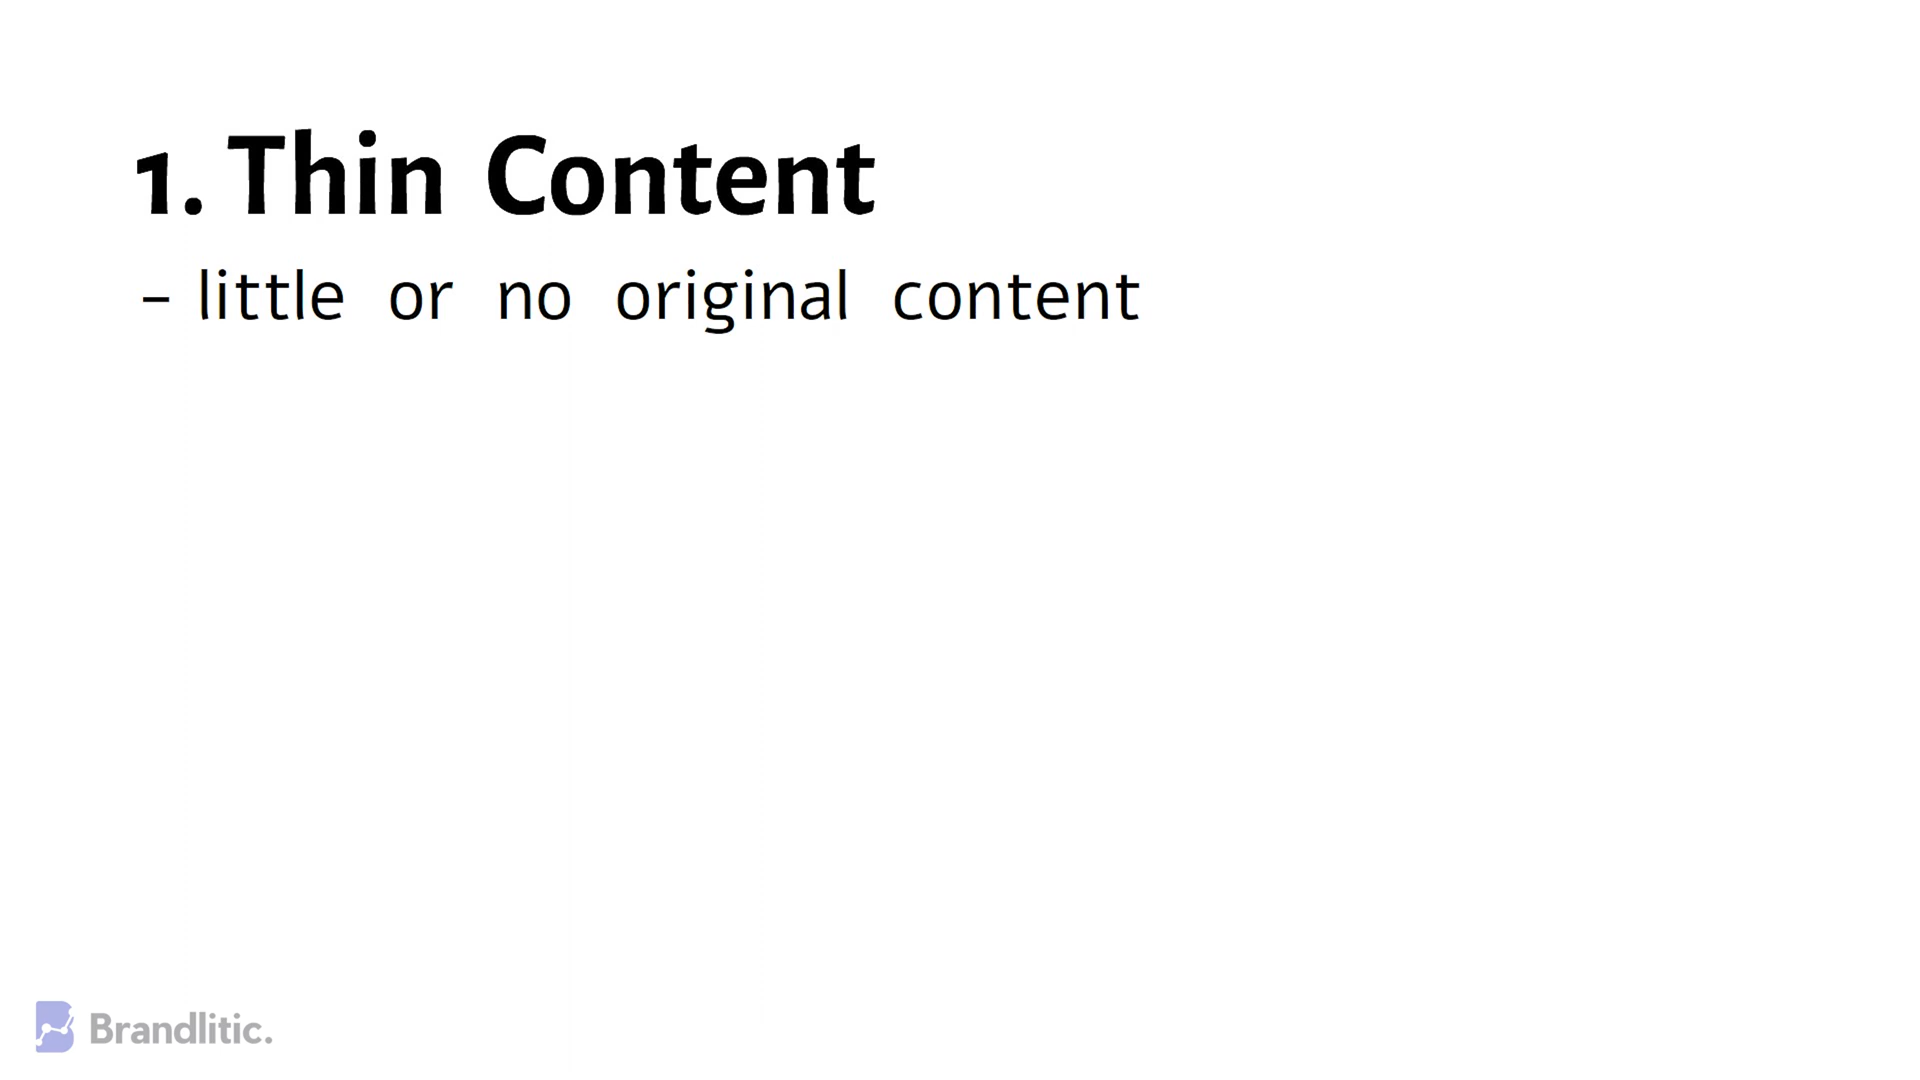 1. Thin Content
– little or no original content
Brandlitic.